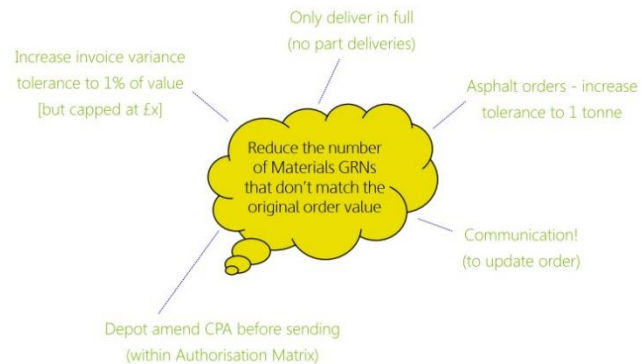 Only deliver in full
(no part deliveries)
Increase invoice variance
tolerance to 1% of value
[but capped at £x]
Asphalt orders - increase
tolerance to 1 tonne
Reduce the number
of Materials GRNs
that don't match the
original order value
Communication!
(to update order)
Depot amend CPA before sending
(within Authorisation Matrix)